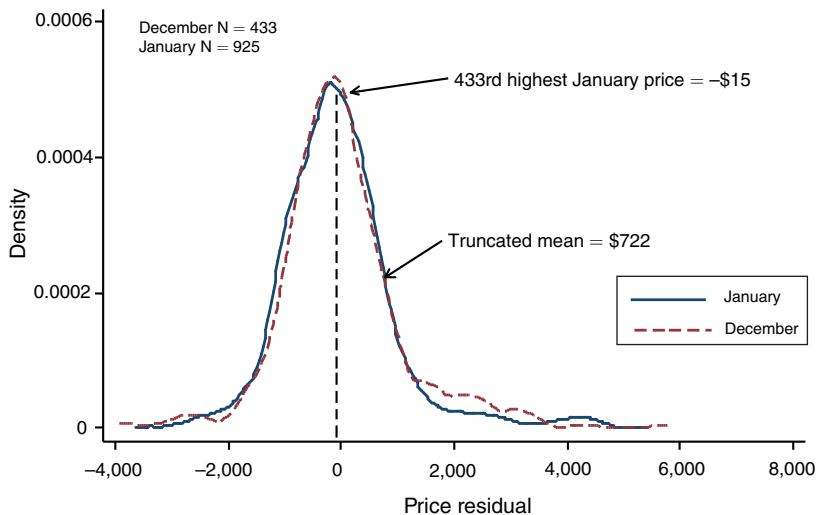 0.0006
December N = 433
January N = 925
433rd highest January price = –$15
0.0004
Density
Truncated mean = $722
0.0002
January
December
0
–4,000
–2,000
0
2,000
4,000
6,000
8,000
Price residual